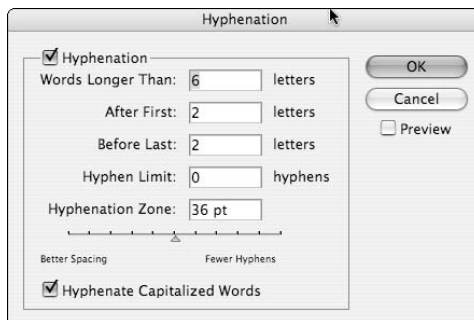 Hyphenation
Hyphenation
Words Longer Than: 6 letters
OK
After First: 2 letters
Cancel
Preview
Before Last: 2 letters
Hyphen Limit: 0 hyphens
Hyphenation Zone: 36 pt
Better Spacing Fewer Hyphens
Hyphenate Capitalized Words